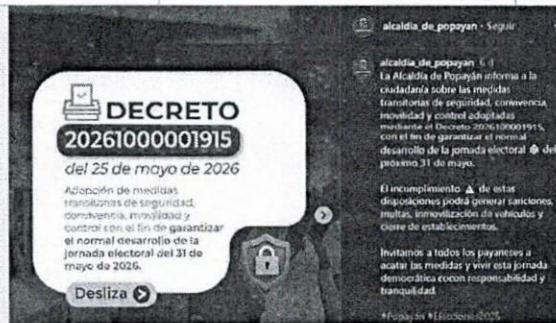 DECRETO
20261000001915
del 25 de mayo de 2026
Adopción de medidas
transitorias de seguridad,
convivencia, movilidad y
control con el fin de garantizar
el normal desarrollo de la
jornada electoral del 31 de
mayo de 2026.
Desliza
alcaldia_de_popayan • Seguir
alcaldia_de_popayan 6 d
La Alcaldía de Popayán informa a la
ciudadanía sobre las medidas
transitorias de seguridad, convivencia,
movilidad y control adoptadas
mediante el Decreto 20261000001915,
con el fin de garantizar el normal
desarrollo de la jornada electoral del
próximo 31 de mayo.
El incumplimiento de estas
disposiciones podrá generar sanciones,
multas, inmovilización de vehículos y
cierre de establecimientos.
Invitamos a todos los payaneses a
acatar las medidas y vivir esta jornada
democrática cocon responsabilidad y
tranquilidad.
#Popayán #Elecciones2026